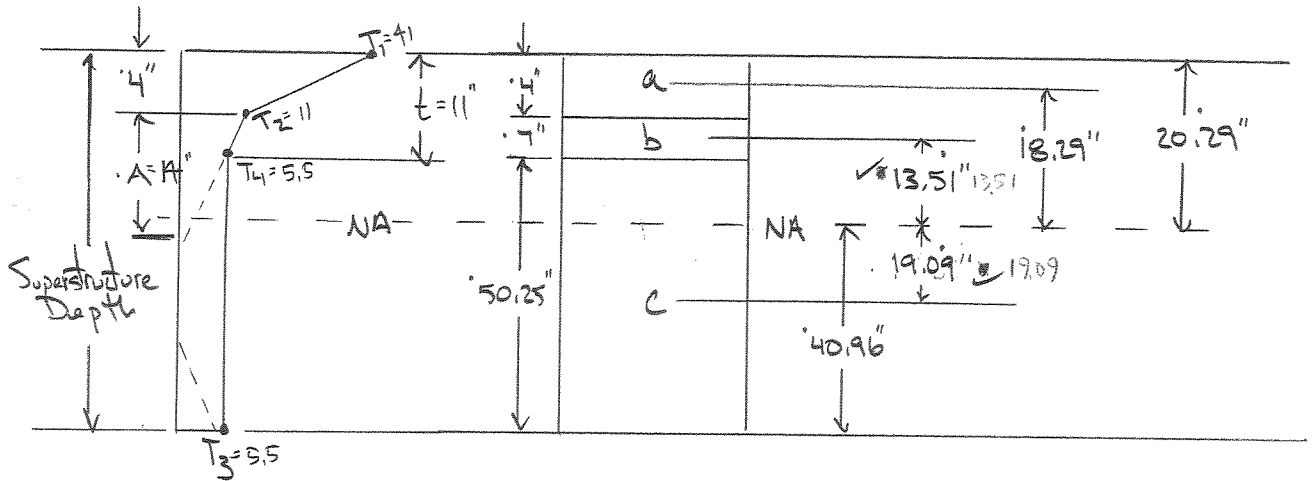 T₁=41
.4"
.4"
a
t=11"
T₂=11
18.29"
20.29"
.7"
b
A=14"
T₄=5.5
✓ 13.51" 13.51
NA
NA
19.09" ✓ 19.09
Superstructure
Depth
50.25"
c
40.96"
T₃=5.5